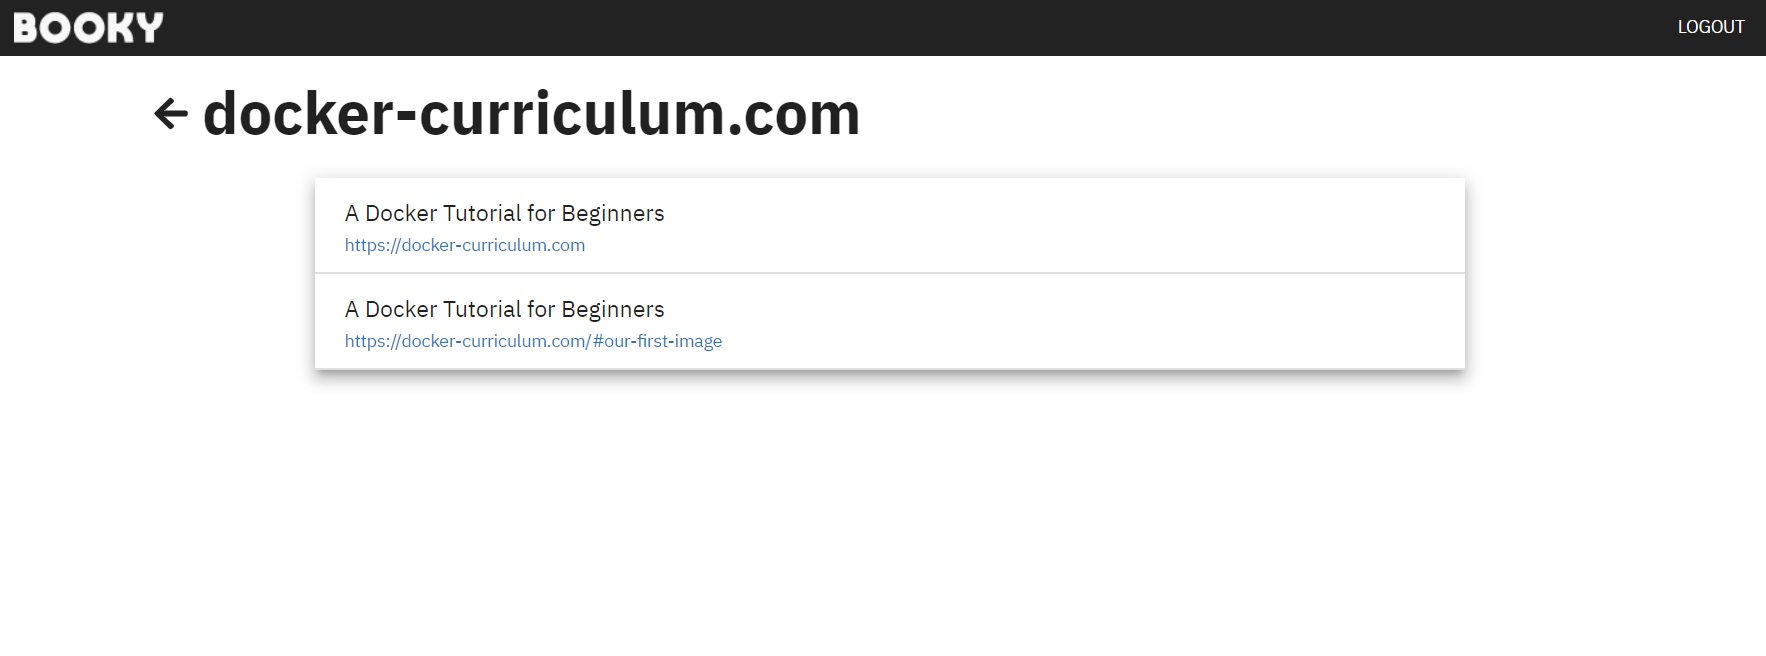 BOOKY
LOGOUT
docker-curriculum.com
A Docker Tutorial for Beginners
https://docker-curriculum.com
A Docker Tutorial for Beginners
https://docker-curriculum.com/#our-first-image